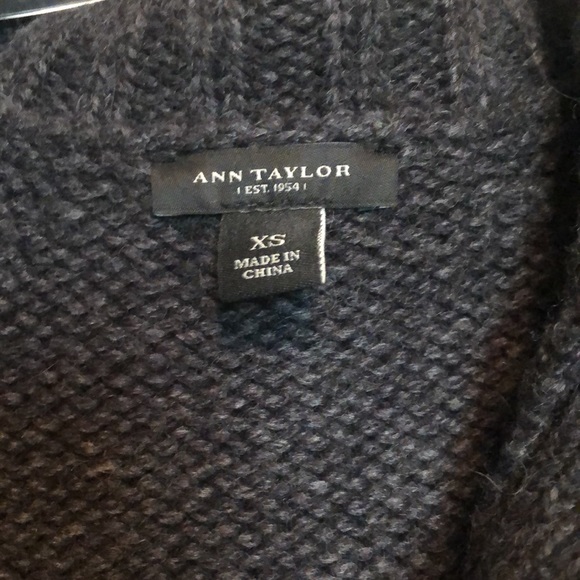 ANN TAYLOR
| EST. 1954 |
XS
MADE IN
CHINA